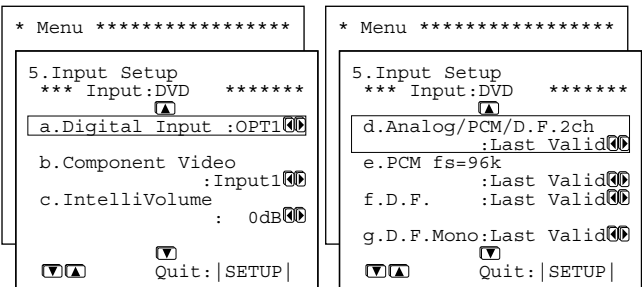 * Menu *****************
5.Input Setup
*** Input:DVD *******
a.Digital Input :OPT1
b.Component Video
:Input1
c.IntelliVolume
: 0dB
Quit:|SETUP|
* Menu *****************
5.Input Setup
*** Input:DVD *******
d.Analog/PCM/D.F.2ch
:Last Valid
e.PCM fs=96k
:Last Valid
f.D.F. :Last Valid
g.D.F.Mono:Last Valid
Quit:|SETUP|